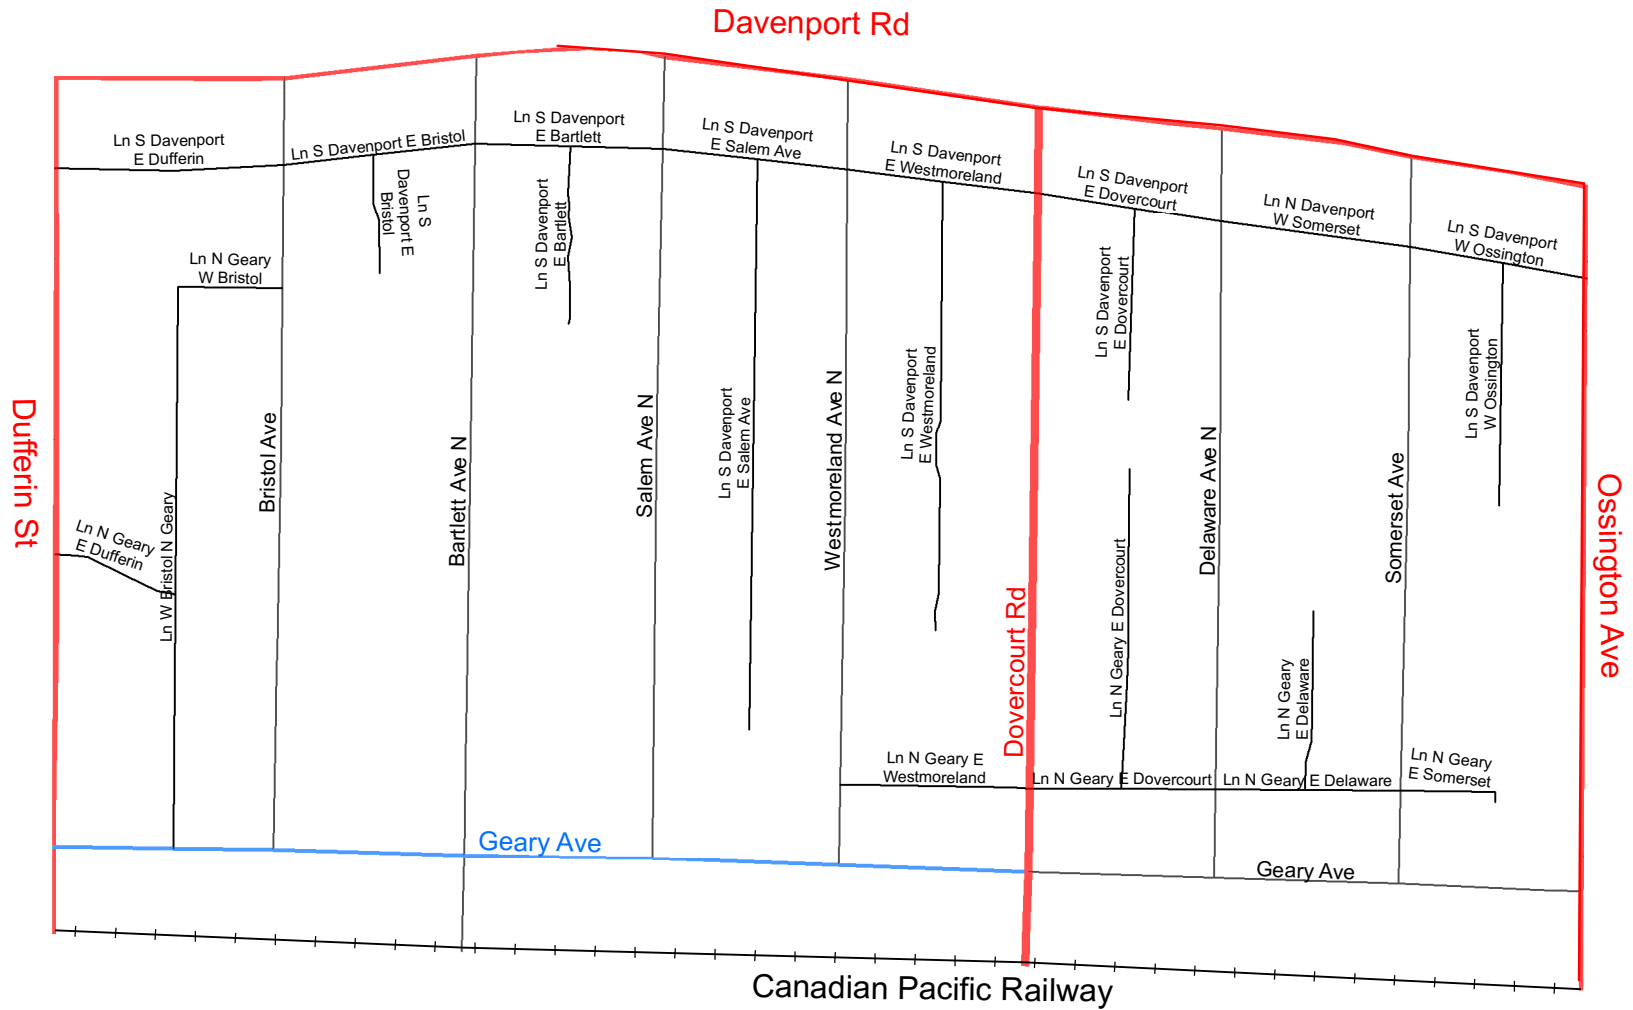 Davenport Rd
Ln S Davenport
E Dufferin
Ln S Davenport E Bristol
Ln S Davenport
E Bartlett
Ln S Davenport
E Salem Ave
Ln S Davenport
E Westmoreland
Ln S Davenport
E Dovercourt
Ln N Davenport
W Somerset
Ln S Davenport
W Ossington
Ln S
Davenport E
Bristol
Ln S Davenport
E Bartlett
Ln N Geary
W Bristol
Ln S Davenport
E Dovercourt
Ln S Davenport
W Ossington
Ln S Davenport
E Salem Ave
Ln S Davenport
E Westmoreland
Dufferin St
Bristol Ave
Bartlett Ave N
Salem Ave N
Westmoreland Ave N
Delaware Ave N
Somerset Ave
Ossington Ave
Ln N Geary
E Dufferin
Ln W Bristol N Geary
Dovercourt Rd
Ln N Geary E Dovercourt
Ln N Geary
E Delaware
Ln N Geary E
Westmoreland
Ln N Geary E Dovercourt
Ln N Geary E Delaware
Ln N Geary
E Somerset
Geary Ave
Geary Ave
Canadian Pacific Railway